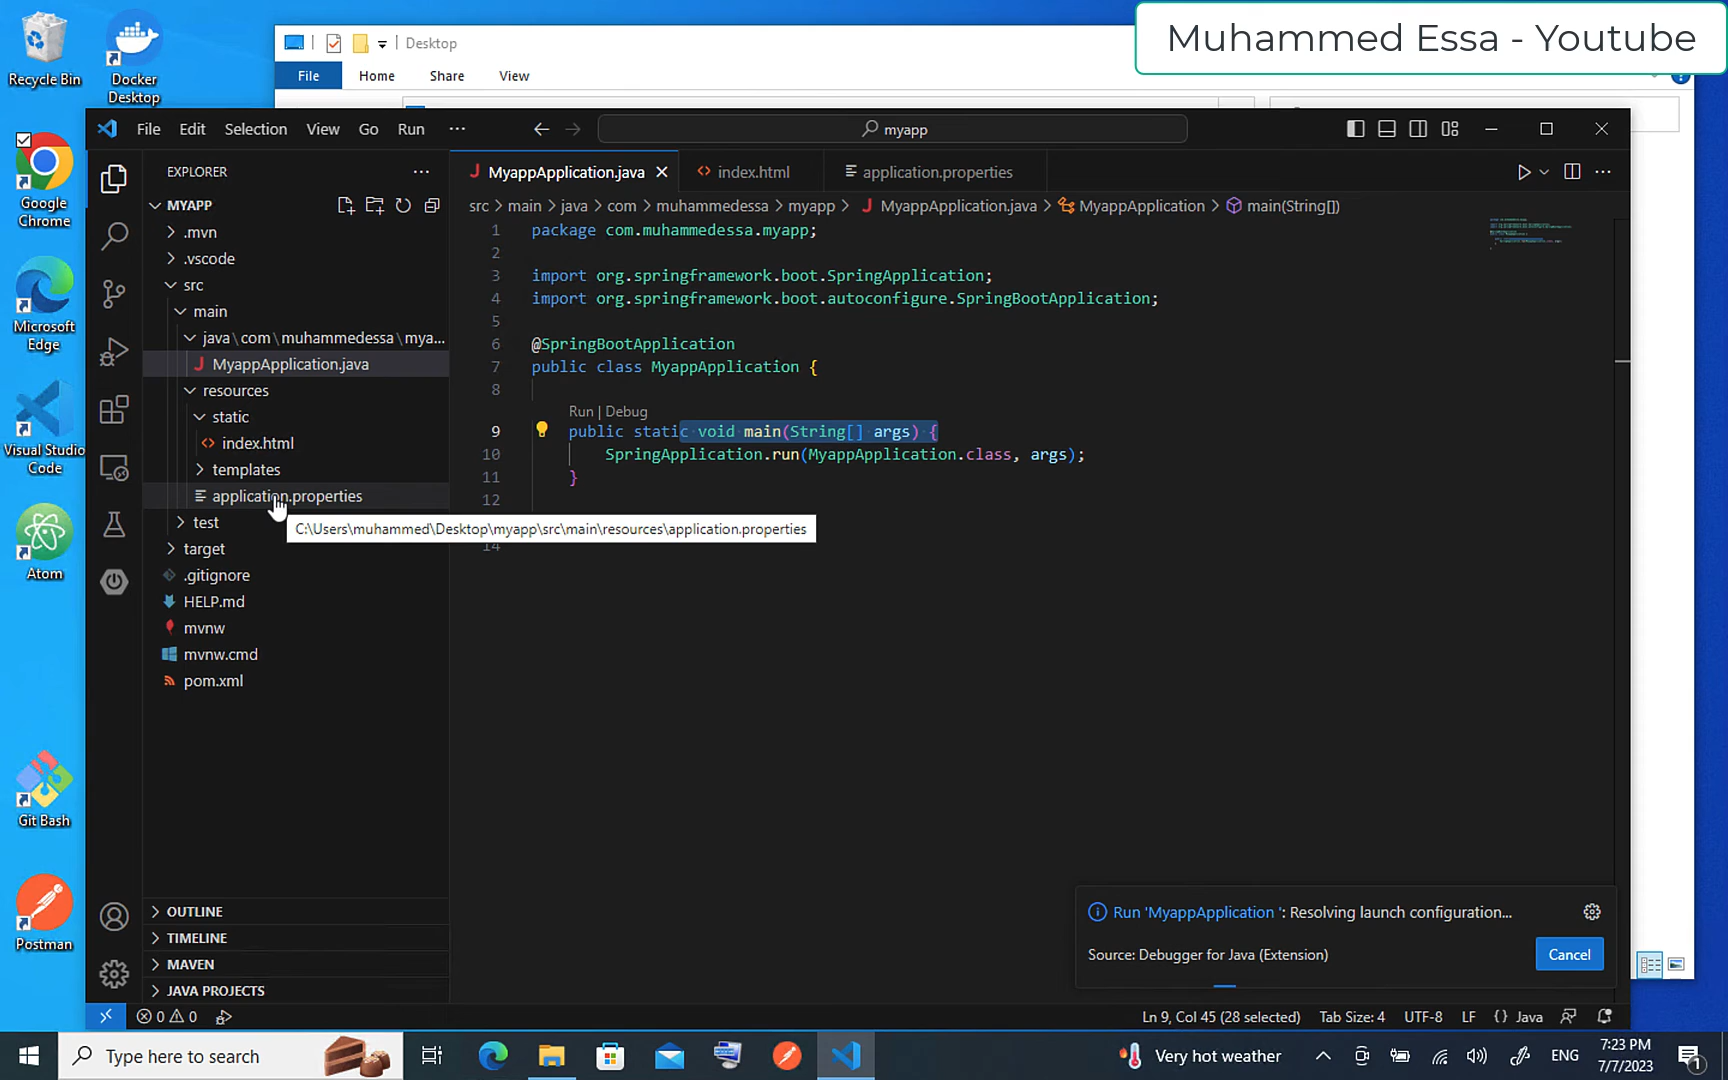 Muhammed Essa - Youtube
Recycle Bin
Docker
Desktop
Google
Chrome
Microsoft
Edge
Visual Studio
Code
Atom
Git Bash
Postman
Desktop
File
Home
Share
View
File
Edit
Selection
View
Go
Run
myapp
EXPLORER
MYAPP
.mvn
.vscode
src
main
java\com\muhammedessa\mya...
MyappApplication.java
resources
static
index.html
templates
application.properties
test
target
.gitignore
HELP.md
mvnw
mvnw.cmd
pom.xml
OUTLINE
TIMELINE
MAVEN
JAVA PROJECTS
MyappApplication.java
index.html
application.properties
src > main > java > com > muhammedessa > myapp > MyappApplication.java > MyappApplication > main(String[])
1 package com.muhammedessa.myapp;
2
3 import org.springframework.boot.SpringApplication;
4 import org.springframework.boot.autoconfigure.SpringBootApplication;
5
6 @SpringBootApplication
7 public class MyappApplication {
8
Run | Debug
9 public static void main(String[] args) {
10 SpringApplication.run(MyappApplication.class, args);
11 }
12
C:\Users\muhammed\Desktop\myapp\src\main\resources\application.properties
14
Run 'MyappApplication ': Resolving launch configuration...
Source: Debugger for Java (Extension)
Cancel
0 0
Ln 9, Col 45 (28 selected)
Tab Size: 4
UTF-8
LF
{} Java
Type here to search
Very hot weather
ENG
7:23 PM
7/7/2023
1